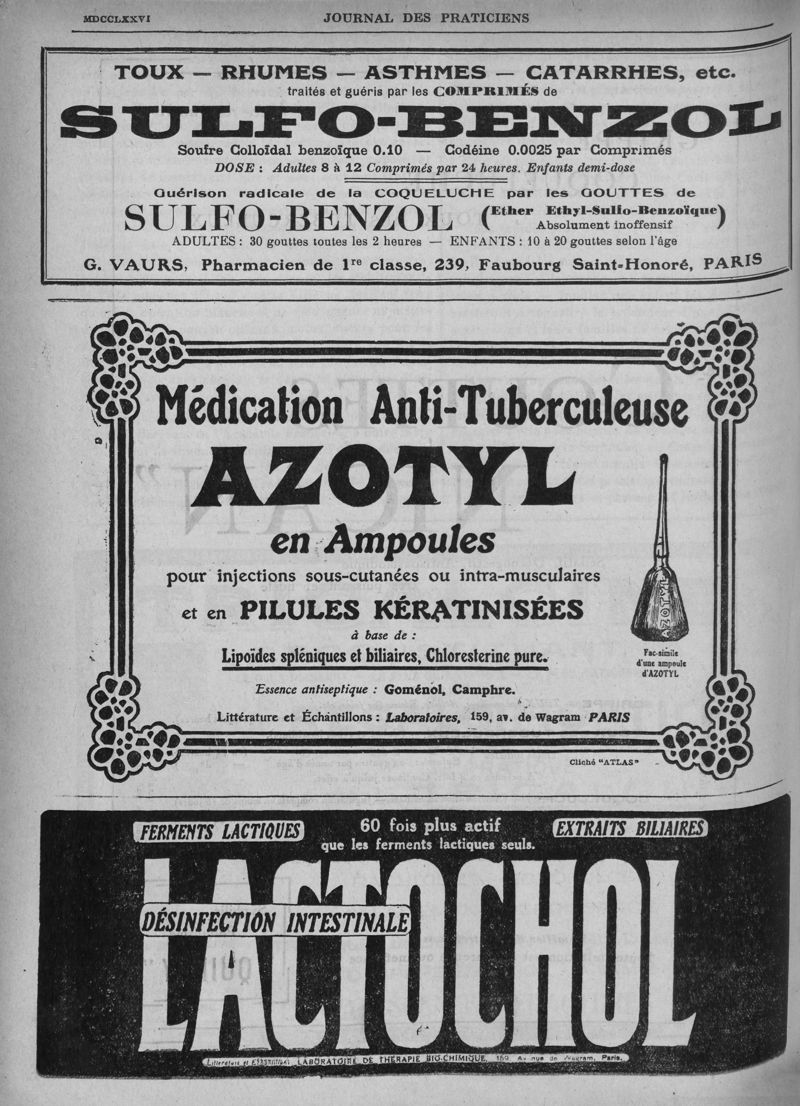 MDCCLXXVI
JOURNAL DES PRATICIENS
TOUX — RHUMES — ASTHMES — CATARRHES, etc.
traités et guéris par les COMPRIMÉS de
SULFO-BENZOL
Soufre Colloïdal benzoïque 0.10 — Codéine 0.0025 par Comprimés
DOSE : Adultes 8 à 12 Comprimés par 24 heures. Enfants demi-dose
Guérison radicale de la COQUELUCHE par les GOUTTES de
SULFO-BENZOL (Ether Ethyl-Sulfo-Benzoïque)
Absolument inoffensif
ADULTES : 30 gouttes toutes les 2 heures — ENFANTS : 10 à 20 gouttes selon l'âge
G. VAURS, Pharmacien de 1re classe, 239, Faubourg Saint-Honoré, PARIS
Médication Anti-Tuberculeuse
AZOTYL
en Ampoules
pour injections sous-cutanées ou intra-musculaires
et en PILULES KÉRATINISÉES
à base de :
Lipoïdes spléniques et biliaires, Chloresterine pure.
Essence antiseptique : Goménol, Camphre.
Littérature et Échantillons : Laboratoires, 159, av. de Wagram PARIS
AZOTYL
Fac-simile
d'une ampoule
d'AZOTYL
Cliché "ATLAS"
FERMENTS LACTIQUES
60 fois plus actif
que les ferments lactiques seuls.
EXTRAITS BILIAIRES
LACTOCHOL
DÉSINFECTION INTESTINALE
Littérature et Echantillons LABORATOIRE DE THÉRAPIE BIO-CHIMIQUE, 159, Avenue de Wagram, Paris.